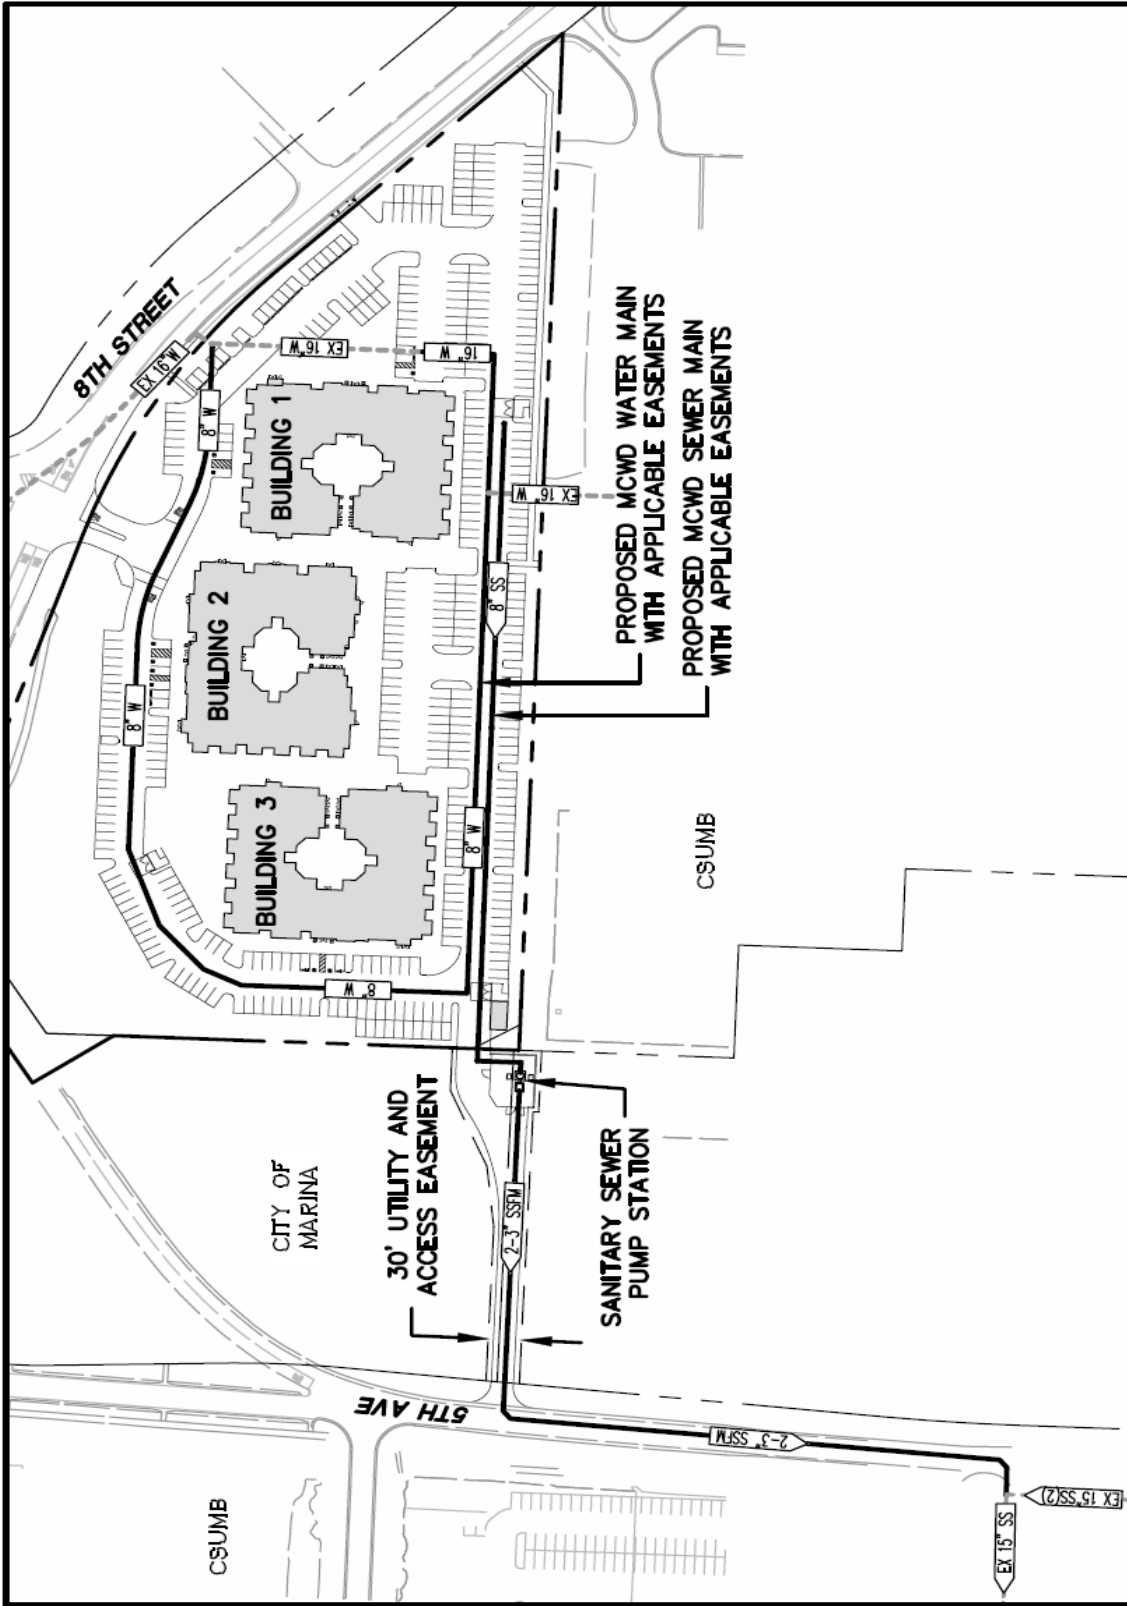 8TH STREET
EX 16" W
8" W
EX 16" W
16" W
BUILDING 1
EX 16" W
BUILDING 2
8" SS
8" W
BUILDING 3
8" W
8" W
PROPOSED MCWD WATER MAIN
WITH APPLICABLE EASEMENTS
PROPOSED MCWD SEWER MAIN
WITH APPLICABLE EASEMENTS
CSUMB
CITY OF
MARINA
30' UTILITY AND
ACCESS EASEMENT
SANITARY SEWER
PUMP STATION
2-3" SSFM
5TH AVE
2-3" SSFM
CSUMB
EX 15" SS
EX 15"SS(2)